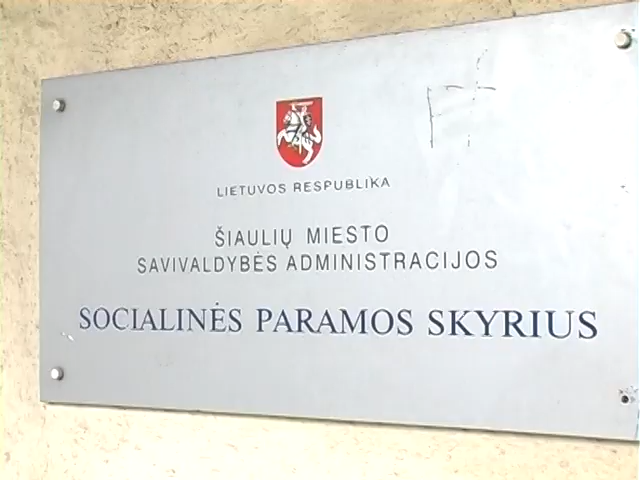 LIETUVOS RESPUBLIKA
ŠIAULIŲ MIESTO
SAVIVALDYBĖS ADMINISTRACIJOS
SOCIALINĖS PARAMOS SKYRIUS